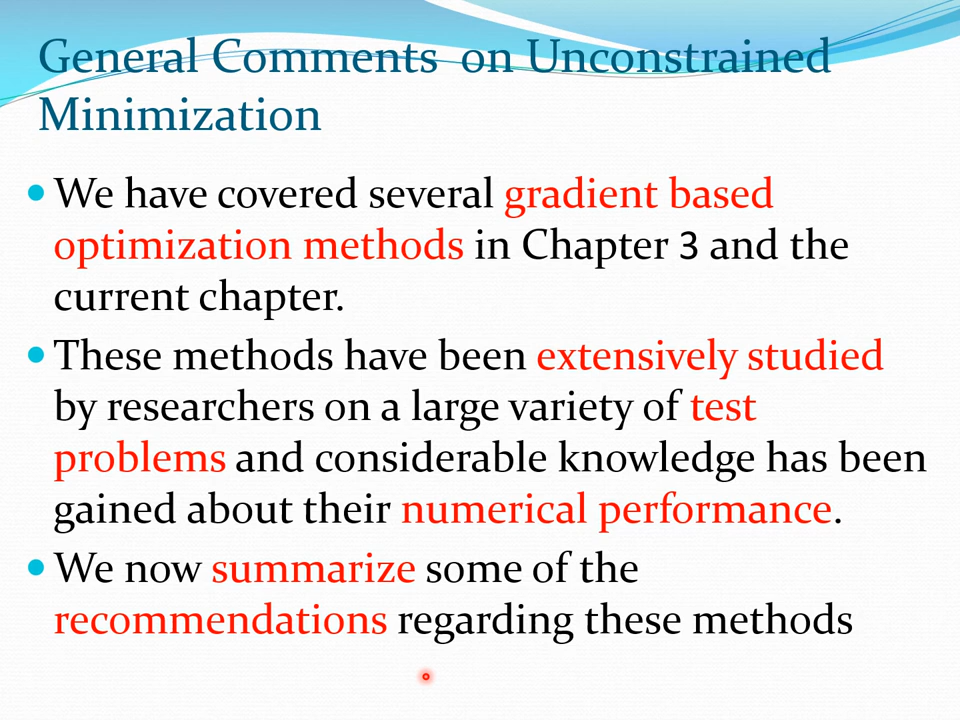 General Comments on Unconstrained
Minimization
We have covered several gradient based
optimization methods in Chapter 3 and the
current chapter.
These methods have been extensively studied
by researchers on a large variety of test
problems and considerable knowledge has been
gained about their numerical performance.
We now summarize some of the
recommendations regarding these methods